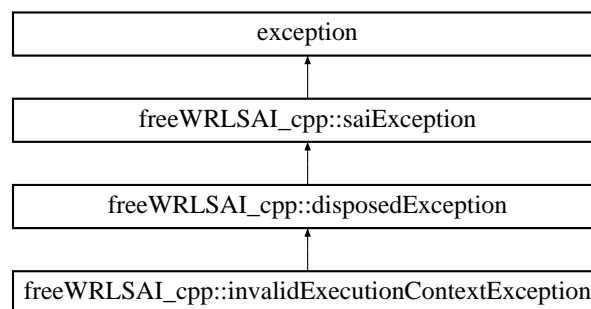 exception
freeWRLSAI_cpp::saiException
freeWRLSAI_cpp::disposedException
freeWRLSAI_cpp::invalidExecutionContextException